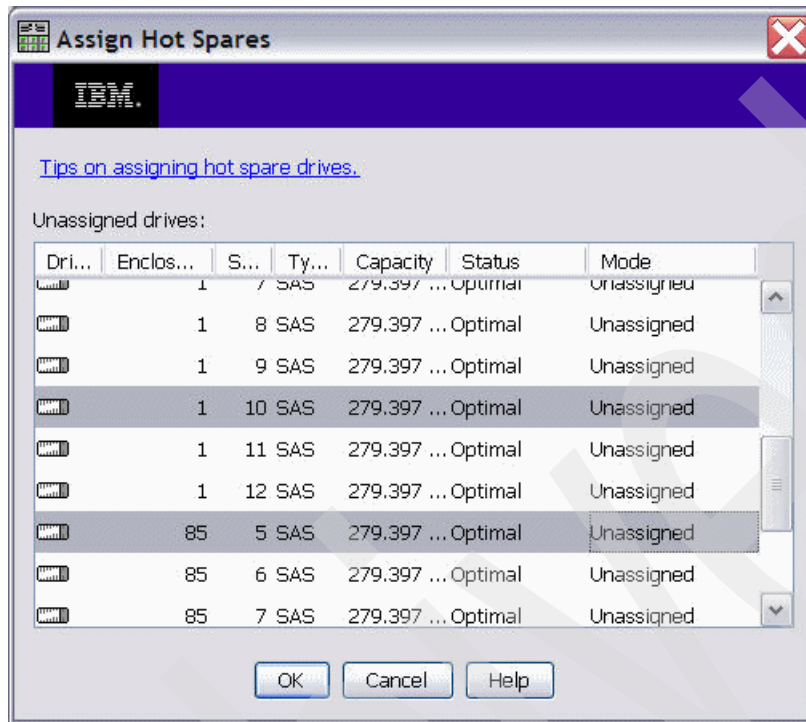 Assign Hot Spares
IBM.
Tips on assigning hot spare drives.
Unassigned drives:
Dri... Enclos... S... Ty... Capacity Status Mode
1 7 SAS 279.397 ... Optimal Unassigned
1 8 SAS 279.397 ... Optimal Unassigned
1 9 SAS 279.397 ... Optimal Unassigned
1 10 SAS 279.397 ... Optimal Unassigned
1 11 SAS 279.397 ... Optimal Unassigned
1 12 SAS 279.397 ... Optimal Unassigned
85 5 SAS 279.397 ... Optimal Unassigned
85 6 SAS 279.397 ... Optimal Unassigned
85 7 SAS 279.397 ... Optimal Unassigned
OK Cancel Help